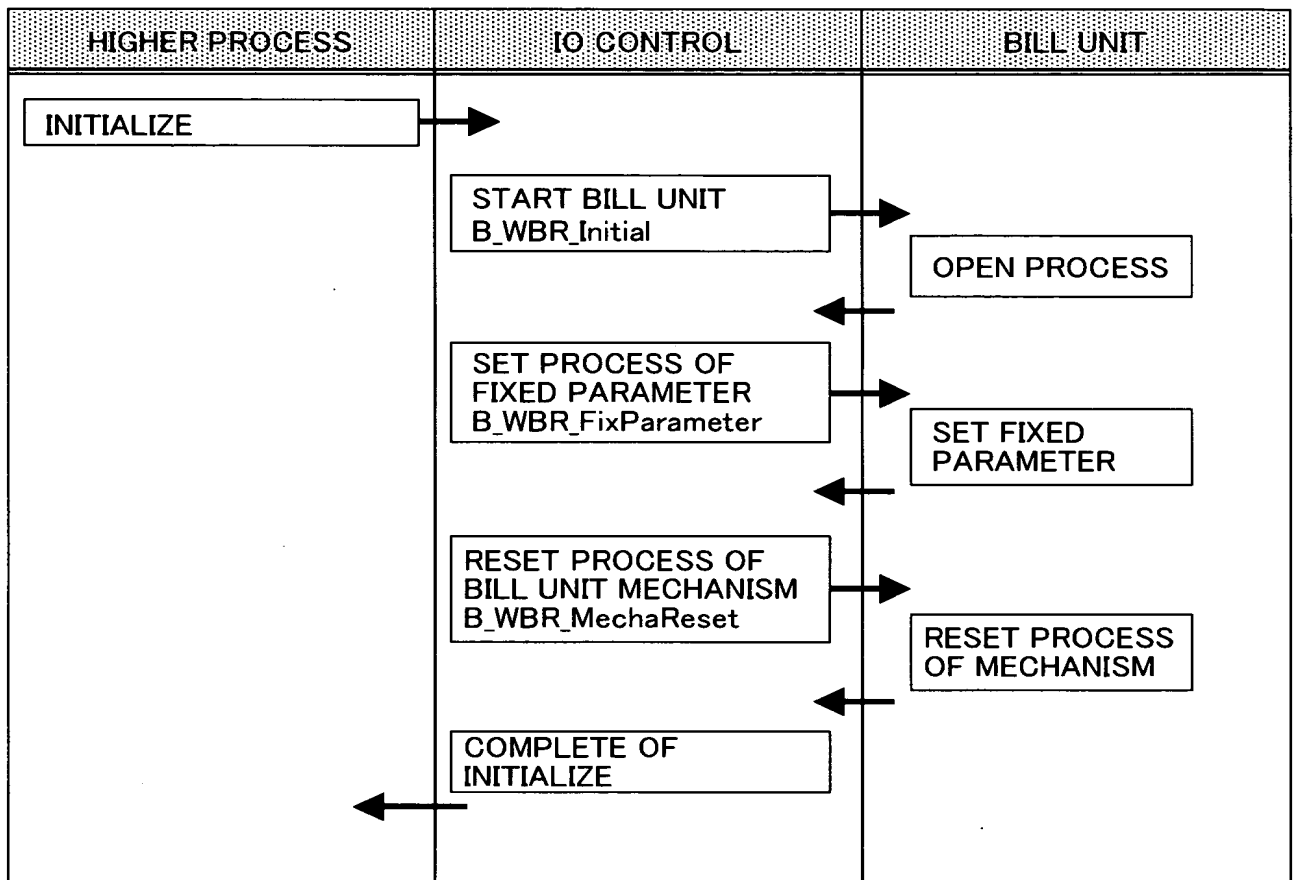 HIGHER PROCESS
IO CONTROL
BILL UNIT
INITIALIZE
START BILL UNIT
B_WBR_Initial
OPEN PROCESS
SET PROCESS OF
FIXED PARAMETER
B_WBR_FixParameter
SET FIXED
PARAMETER
RESET PROCESS OF
BILL UNIT MECHANISM
B_WBR_MechaReset
RESET PROCESS
OF MECHANISM
COMPLETE OF
INITIALIZE